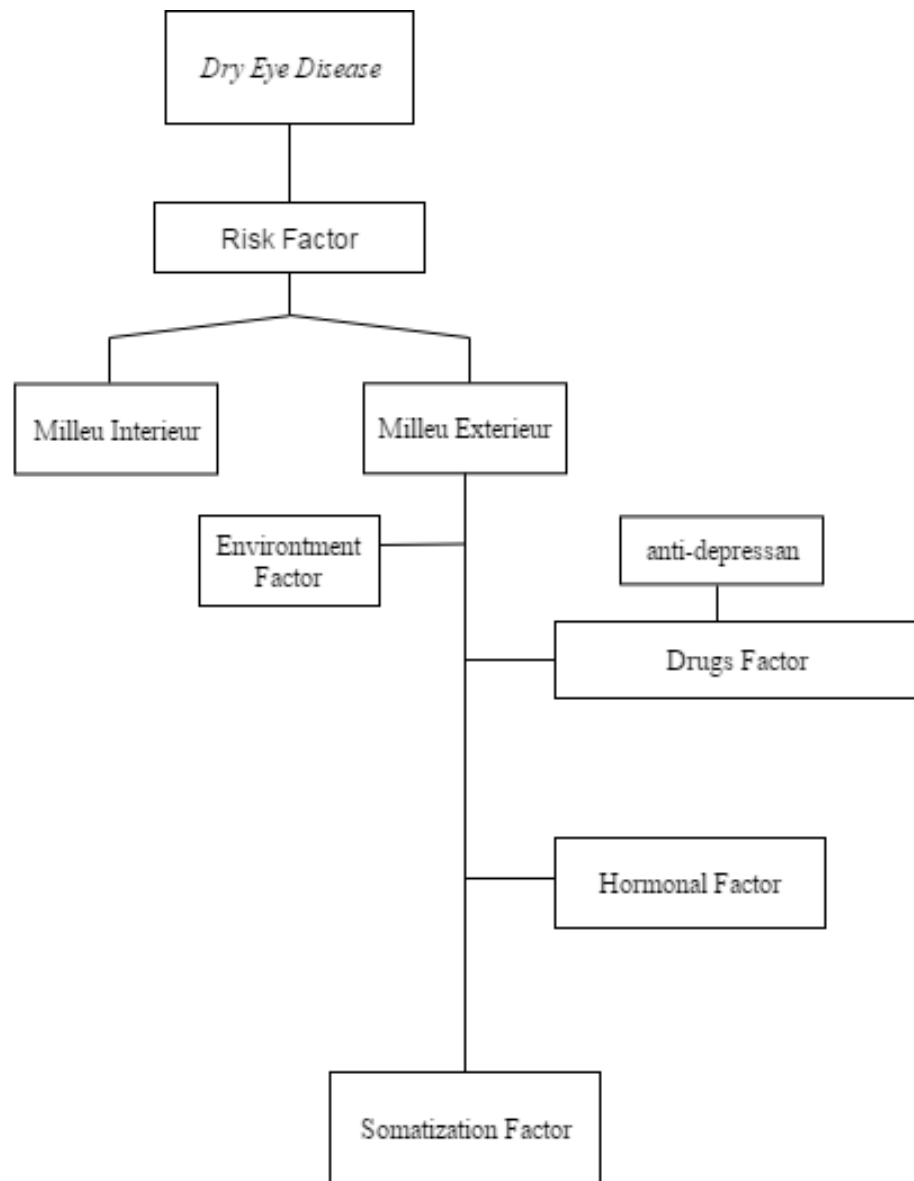 Dry Eye Disease
Risk Factor
Milleu Interieur
Milleu Exterieur
Environtment
Factor
anti-depressan
Drugs Factor
Hormonal Factor
Somatization Factor